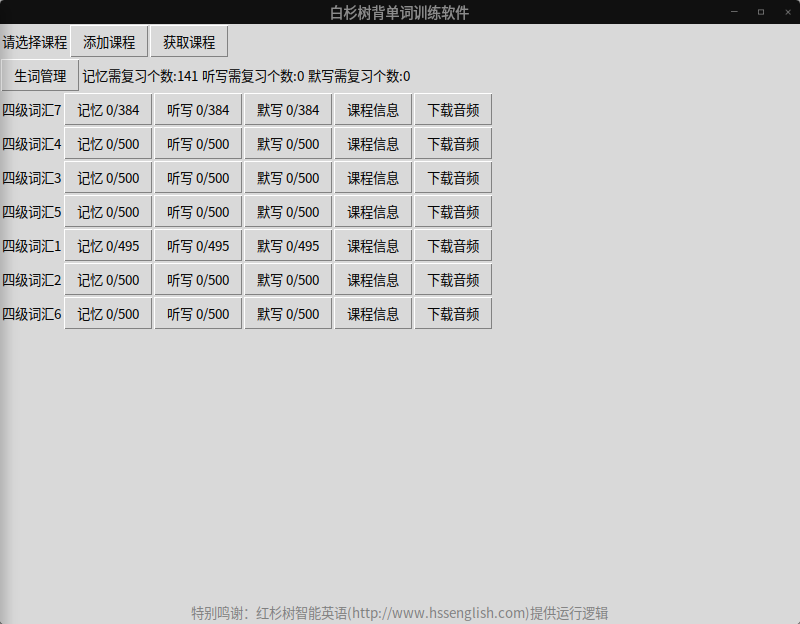 白杉树背单词训练软件
请选择课程 添加课程 获取课程
生词管理 记忆需复习个数:141 听写需复习个数:0 默写需复习个数:0
四级词汇7 记忆 0/384 听写 0/384 默写 0/384 课程信息 下载音频
四级词汇4 记忆 0/500 听写 0/500 默写 0/500 课程信息 下载音频
四级词汇3 记忆 0/500 听写 0/500 默写 0/500 课程信息 下载音频
四级词汇5 记忆 0/500 听写 0/500 默写 0/500 课程信息 下载音频
四级词汇1 记忆 0/495 听写 0/495 默写 0/495 课程信息 下载音频
四级词汇2 记忆 0/500 听写 0/500 默写 0/500 课程信息 下载音频
四级词汇6 记忆 0/500 听写 0/500 默写 0/500 课程信息 下载音频
特别鸣谢：红杉树智能英语(http://www.hssenglish.com)提供运行逻辑